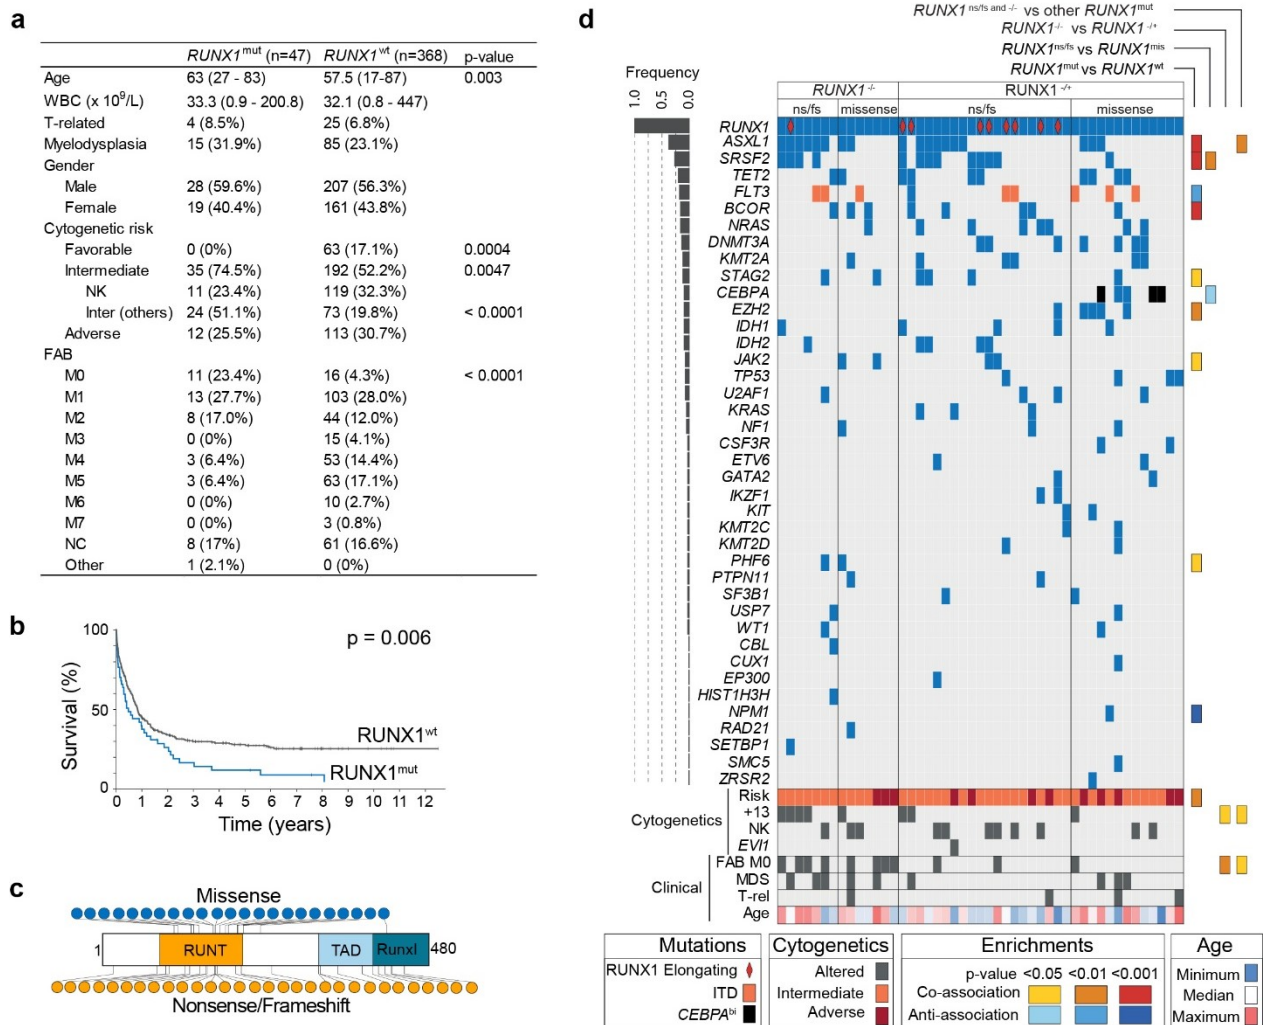 a
RUNX1mut (n=47) RUNX1wt (n=368) p-value
Age 63 (27 - 83) 57.5 (17-87) 0.003
WBC (x 10⁹/L) 33.3 (0.9 - 200.8) 32.1 (0.8 - 447)
T-related 4 (8.5%) 25 (6.8%)
Myelodysplasia 15 (31.9%) 85 (23.1%)
Gender
Male 28 (59.6%) 207 (56.3%)
Female 19 (40.4%) 161 (43.8%)
Cytogenetic risk
Favorable 0 (0%) 63 (17.1%) 0.0004
Intermediate 35 (74.5%) 192 (52.2%) 0.0047
NK 11 (23.4%) 119 (32.3%)
Inter (others) 24 (51.1%) 73 (19.8%) < 0.0001
Adverse 12 (25.5%) 113 (30.7%)
FAB
M0 11 (23.4%) 16 (4.3%) < 0.0001
M1 13 (27.7%) 103 (28.0%)
M2 8 (17.0%) 44 (12.0%)
M3 0 (0%) 15 (4.1%)
M4 3 (6.4%) 53 (14.4%)
M5 3 (6.4%) 63 (17.1%)
M6 0 (0%) 10 (2.7%)
M7 0 (0%) 3 (0.8%)
NC 8 (17%) 61 (16.6%)
Other 1 (2.1%) 0 (0%)
b
p = 0.006
Survival (%)
100
50
0
RUNX1wt
RUNX1mut
0 1 2 3 4 5 6 7 8 9 10 11 12
Time (years)
c
Missense
1 RUNT TAD RunxI 480
Nonsense/Frameshift
d
RUNX1 ns/fs and -/- vs other RUNX1mut
RUNX1-/- vs RUNX1-/+
RUNX1ns/fs vs RUNX1mis
RUNX1mut vs RUNX1wt
Frequency
1.0 0.5 0.0
RUNX1-/- RUNX1-/+
ns/fs missense ns/fs missense
RUNX1
ASXL1
SRSF2
TET2
FLT3
BCOR
NRAS
DNMT3A
KMT2A
STAG2
CEBPA
EZH2
IDH1
IDH2
JAK2
TP53
U2AF1
KRAS
NF1
CSF3R
ETV6
GATA2
IKZF1
KIT
KMT2C
KMT2D
PHF6
PTPN11
SF3B1
USP7
WT1
CBL
CUX1
EP300
HIST1H3H
NPM1
RAD21
SETBP1
SMC5
ZRSR2
Cytogenetics
Risk
+13
NK
EVI1
Clinical
FAB M0
MDS
T-rel
Age
Mutations
RUNX1 Elongating
ITD
CEBPAbi
Cytogenetics
Altered
Intermediate
Adverse
Enrichments
p-value <0.05 <0.01 <0.001
Co-association
Anti-association
Age
Minimum
Median
Maximum